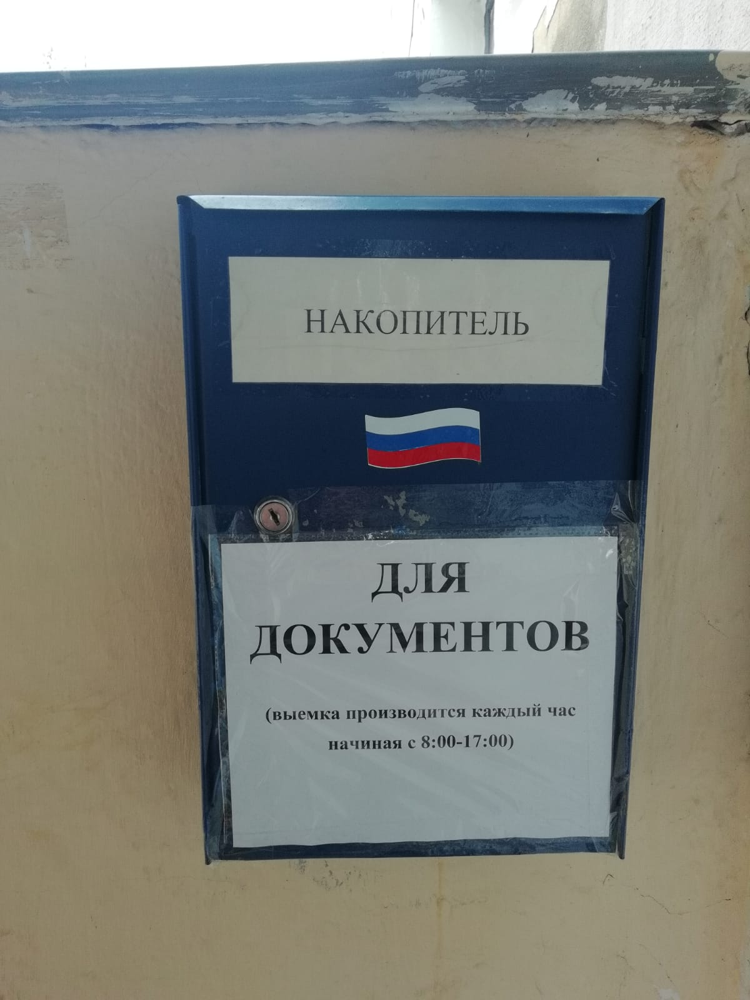 НАКОПИТЕЛЬ
ДЛЯ
ДОКУМЕНТОВ
(выемка производится каждый час
начиная с 8:00-17:00)